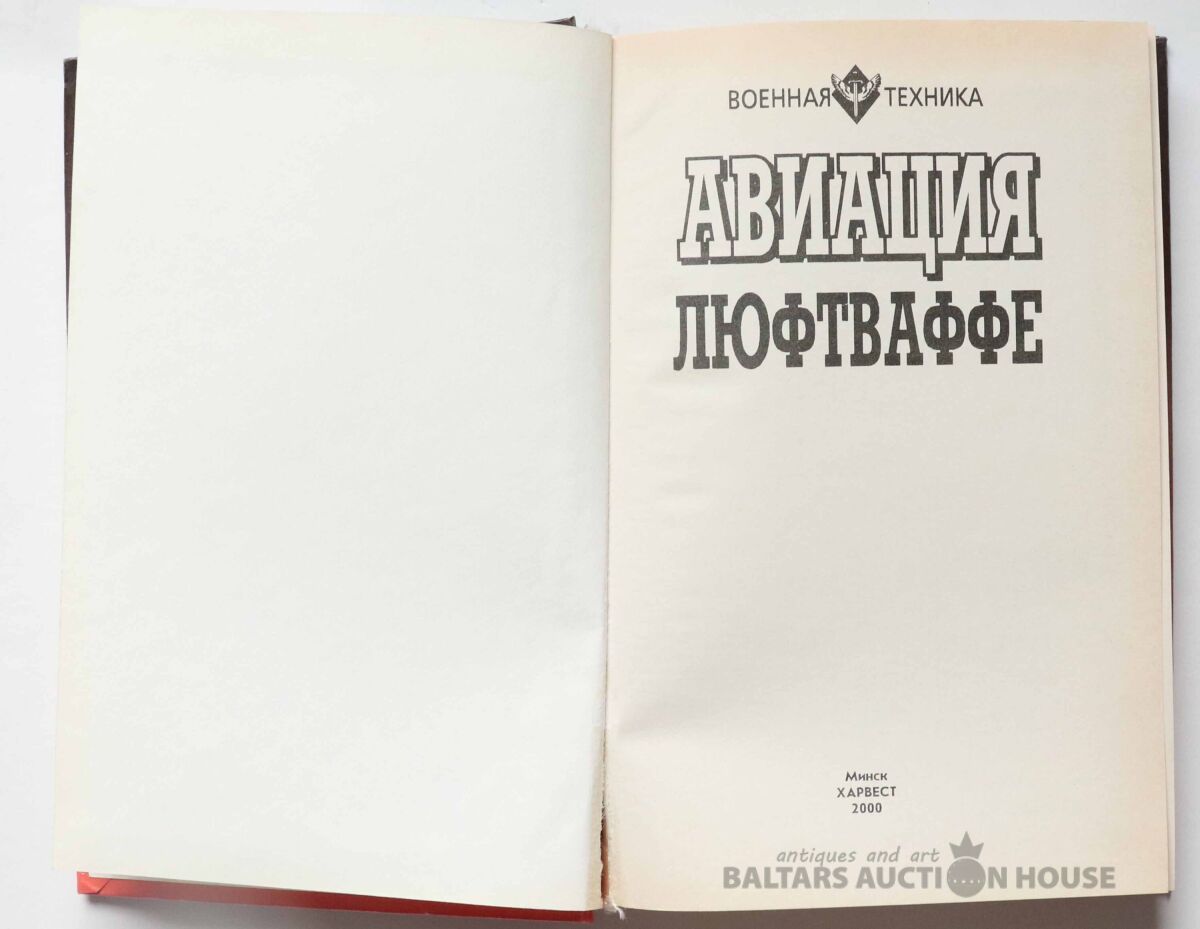 ВОЕННАЯ ТЕХНИКА
АВИАЦИЯ
ЛЮФТВАФФЕ
Минск
ХАРВЕСТ
2000
antiques and art
BALTARS AUCTION HOUSE